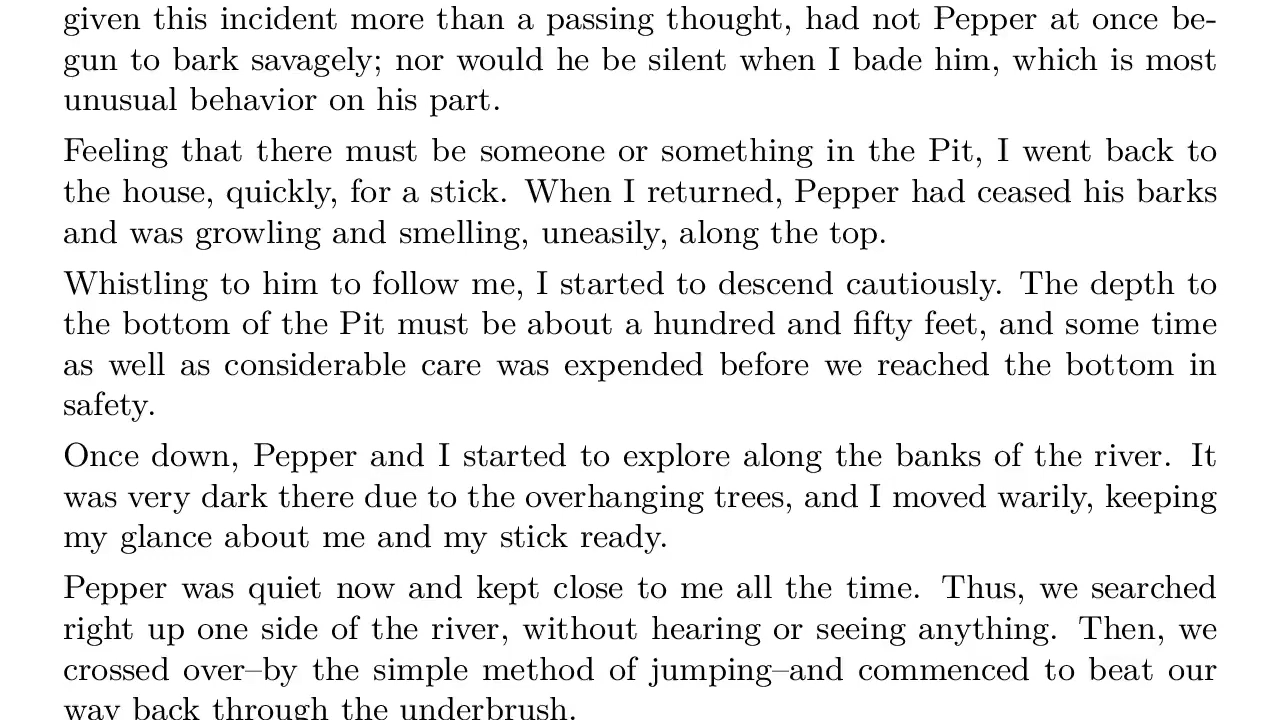 given this incident more than a passing thought, had not Pepper at once be-
gun to bark savagely; nor would he be silent when I bade him, which is most
unusual behavior on his part.
Feeling that there must be someone or something in the Pit, I went back to
the house, quickly, for a stick. When I returned, Pepper had ceased his barks
and was growling and smelling, uneasily, along the top.
Whistling to him to follow me, I started to descend cautiously. The depth to
the bottom of the Pit must be about a hundred and fifty feet, and some time
as well as considerable care was expended before we reached the bottom in
safety.
Once down, Pepper and I started to explore along the banks of the river. It
was very dark there due to the overhanging trees, and I moved warily, keeping
my glance about me and my stick ready.
Pepper was quiet now and kept close to me all the time. Thus, we searched
right up one side of the river, without hearing or seeing anything. Then, we
crossed over–by the simple method of jumping–and commenced to beat our
way back through the underbrush.